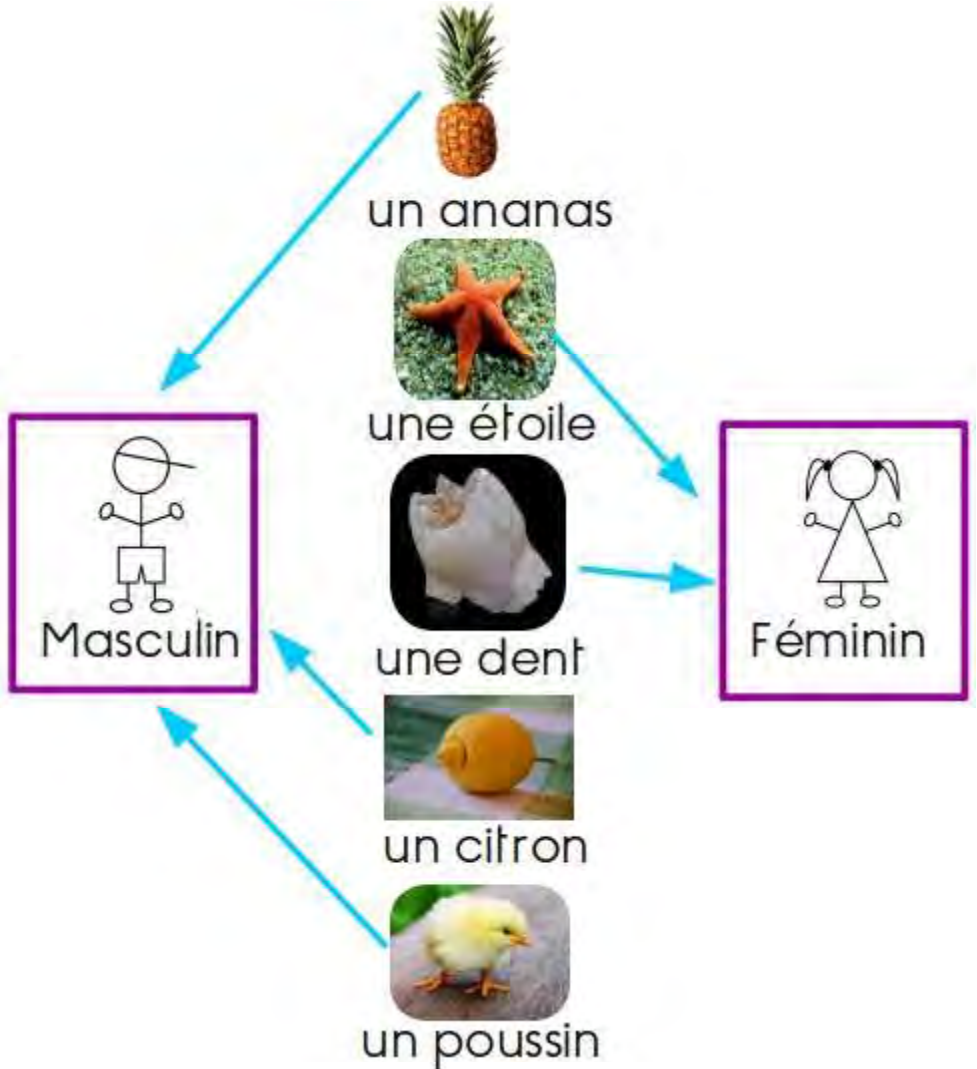 un ananas
une étoile
Masculin
Féminin
une dent
un citron
un poussin